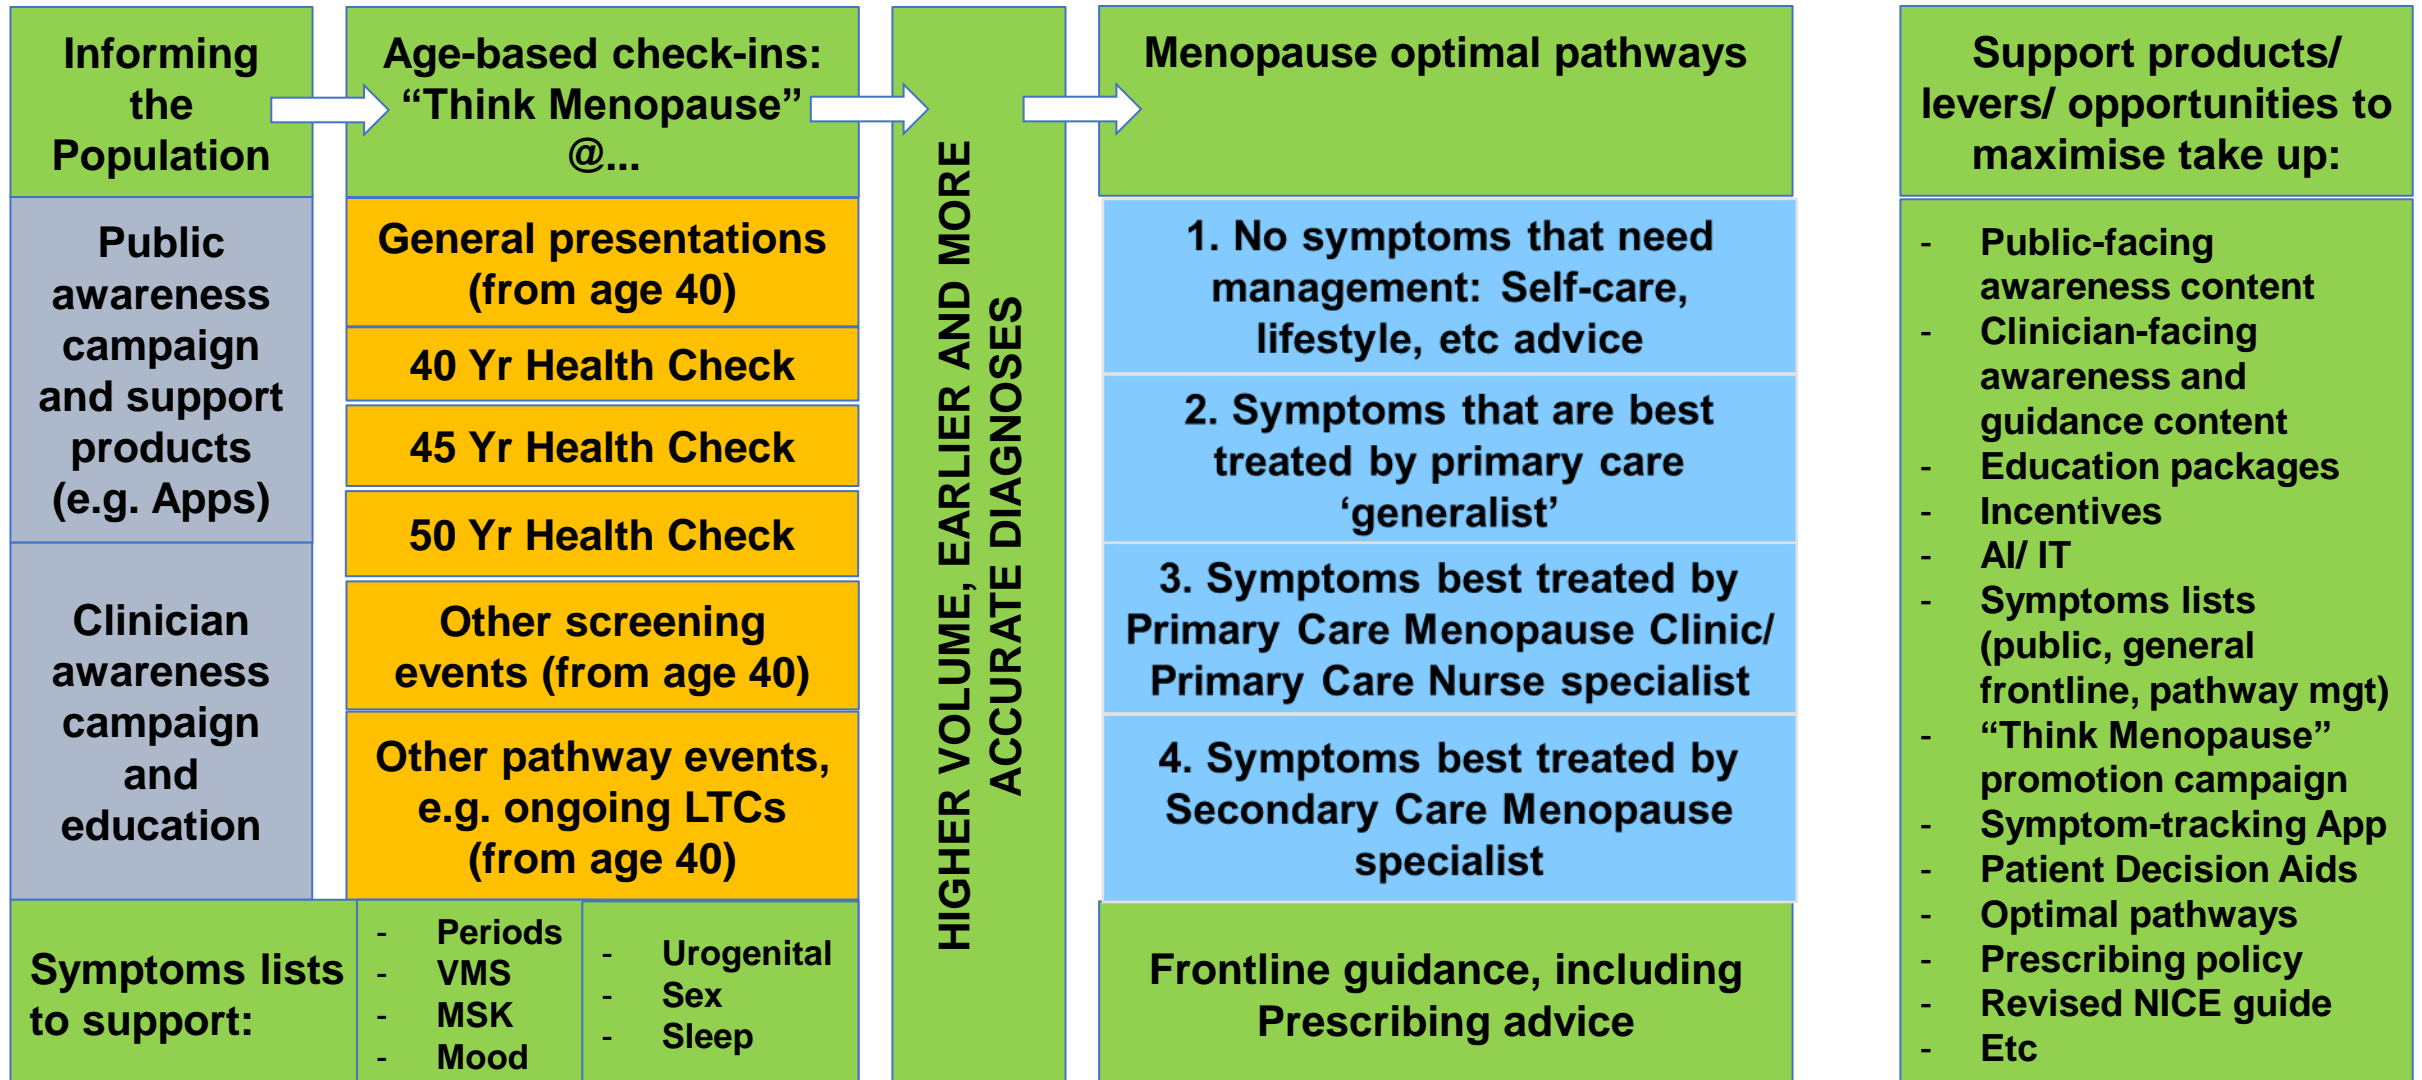 Informing
the
Population
Public
awareness
campaign
and support
products
(e.g. Apps)
Clinician
awareness
campaign
and
education
Age-based check-ins:
“Think Menopause”
@...
General presentations
(from age 40)
40 Yr Health Check
45 Yr Health Check
50 Yr Health Check
Other screening
events (from age 40)
Other pathway events,
e.g. ongoing LTCs
(from age 40)
Symptoms lists
to support:
- Periods
- VMS
- MSK
- Mood
- Urogenital
- Sex
- Sleep
HIGHER VOLUME, EARLIER AND MORE
ACCURATE DIAGNOSES
Menopause optimal pathways
1. No symptoms that need
management: Self-care,
lifestyle, etc advice
2. Symptoms that are best
treated by primary care
‘generalist’
3. Symptoms best treated by
Primary Care Menopause Clinic/
Primary Care Nurse specialist
4. Symptoms best treated by
Secondary Care Menopause
specialist
Frontline guidance, including
Prescribing advice
Support products/
levers/ opportunities to
maximise take up:
- Public-facing
awareness content
- Clinician-facing
awareness and
guidance content
- Education packages
- Incentives
- AI/ IT
- Symptoms lists
(public, general
frontline, pathway mgt)
- “Think Menopause”
promotion campaign
- Symptom-tracking App
- Patient Decision Aids
- Optimal pathways
- Prescribing policy
- Revised NICE guide
- Etc